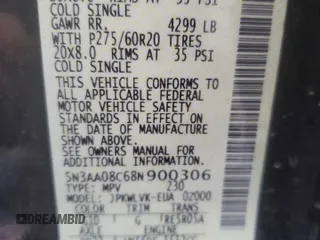 COLD SINGLE
GAWR RR. 4299 LB
WITH P275/60R20 TIRES
20X8.0 RIMS AT 35 PSI
COLD SINGLE
THIS VEHICLE CONFORMS TO
ALL APPLICABLE FEDERAL
MOTOR VEHICLE SAFETY
STANDARDS IN EFFECT ON
THE DATE OF MANUFACTURE
SHOWN ABOVE.
SEE OWNERS MANUAL FOR
ADDITIONAL INFORMATION
5N3AA08C68N900306
TYPE: MPV 230
MODEL: JPKWLVK-EUA 02000
COLOR TRIM TRANS
G RE5R05A
DREAMBID